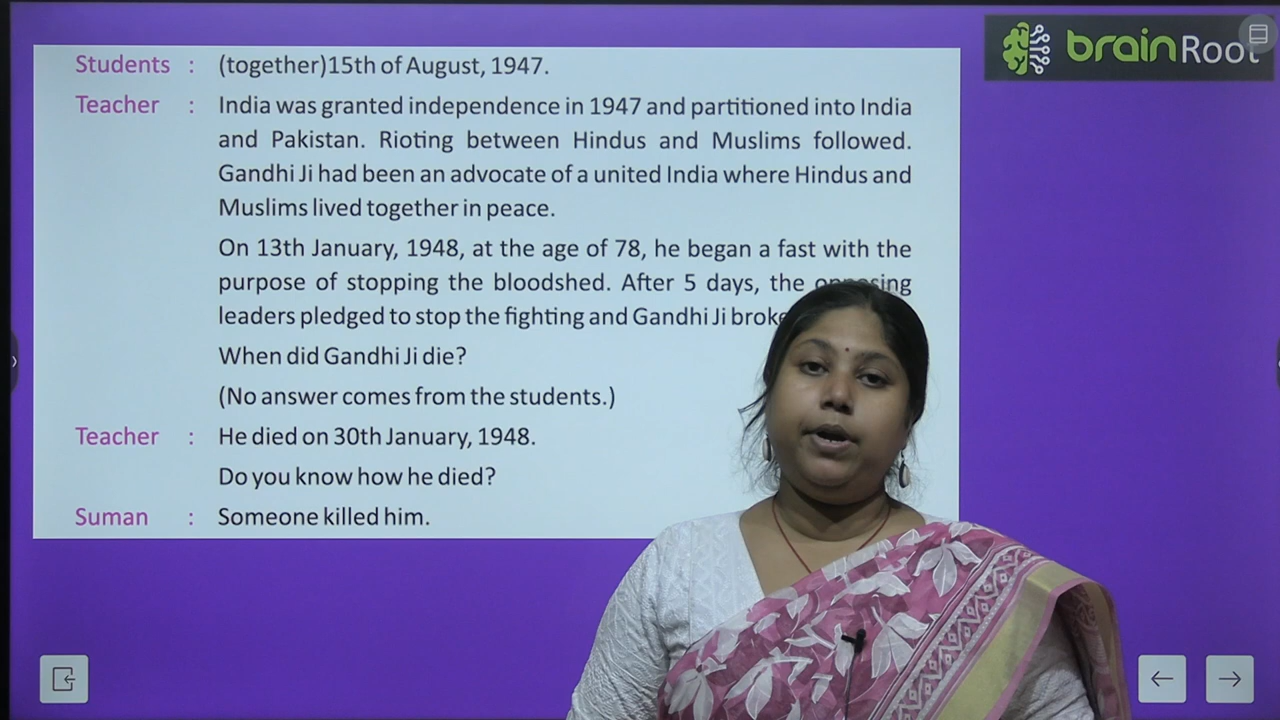 brainRoot
Students : (together)15th of August, 1947.
Teacher : India was granted independence in 1947 and partitioned into India
and Pakistan. Rioting between Hindus and Muslims followed.
Gandhi Ji had been an advocate of a united India where Hindus and
Muslims lived together in peace.
On 13th January, 1948, at the age of 78, he began a fast with the
purpose of stopping the bloodshed. After 5 days, the opposing
leaders pledged to stop the fighting and Gandhi Ji broke
When did Gandhi Ji die?
(No answer comes from the students.)
Teacher : He died on 30th January, 1948.
Do you know how he died?
Suman : Someone killed him.